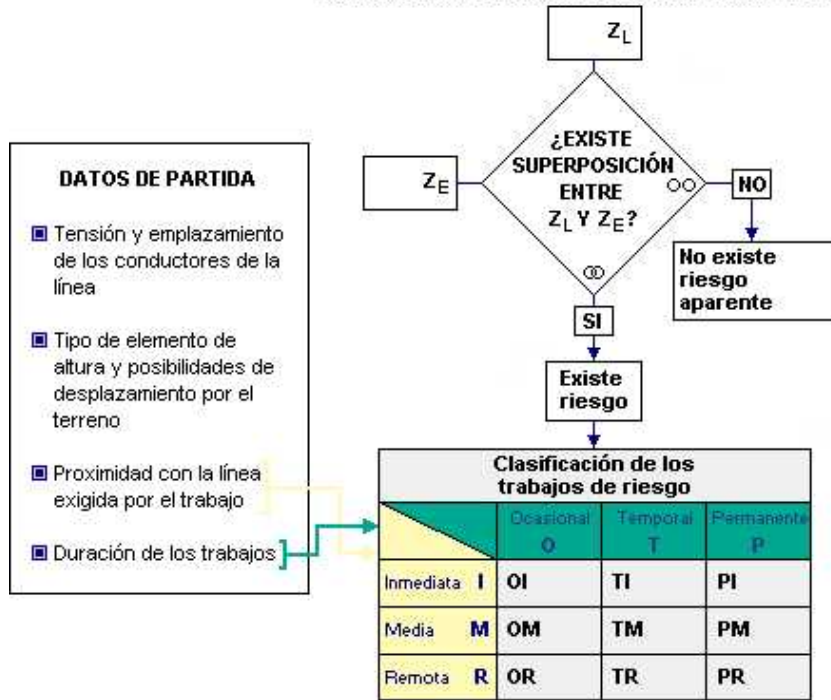 Z_L
¿EXISTE
SUPERPOSICIÓN
ENTRE
Z_L Y Z_E?
Z_E
NO
No existe
riesgo
aparente
SI
Existe
riesgo
DATOS DE PARTIDA
Tensión y emplazamiento
de los conductores de la
línea
Tipo de elemento de
altura y posibilidades de
desplazamiento por el
terreno
Proximidad con la línea
exigida por el trabajo
Duración de los trabajos
Clasificación de los
trabajos de riesgo
Ocasional Temporal Permanente
O T P
Inmediata I OI TI PI
Media M OM TM PM
Remota R OR TR PR